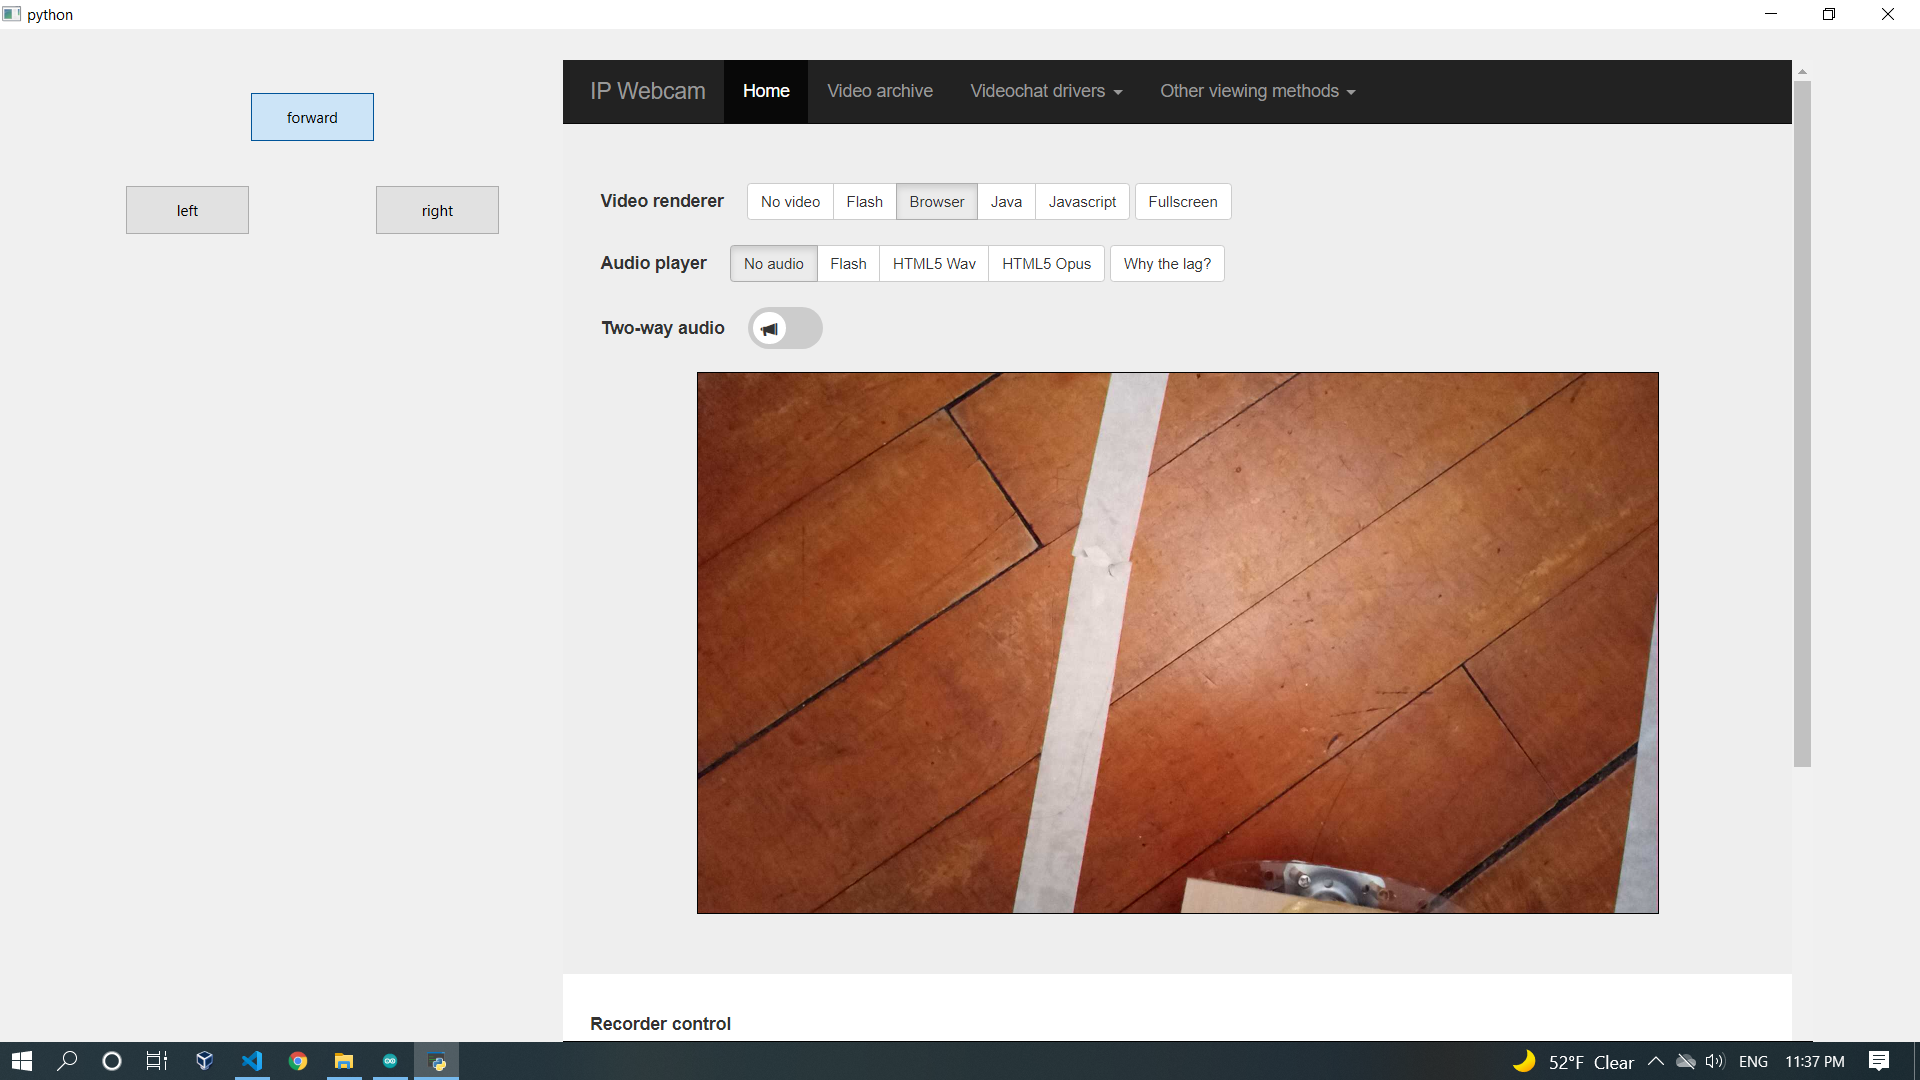 python
forward
left right
IP Webcam Home Video archive Videochat drivers Other viewing methods
Video renderer No video Flash Browser Java Javascript Fullscreen
Audio player No audio Flash HTML5 Wav HTML5 Opus Why the lag?
Two-way audio
Recorder control
52°F Clear ENG 11:37 PM